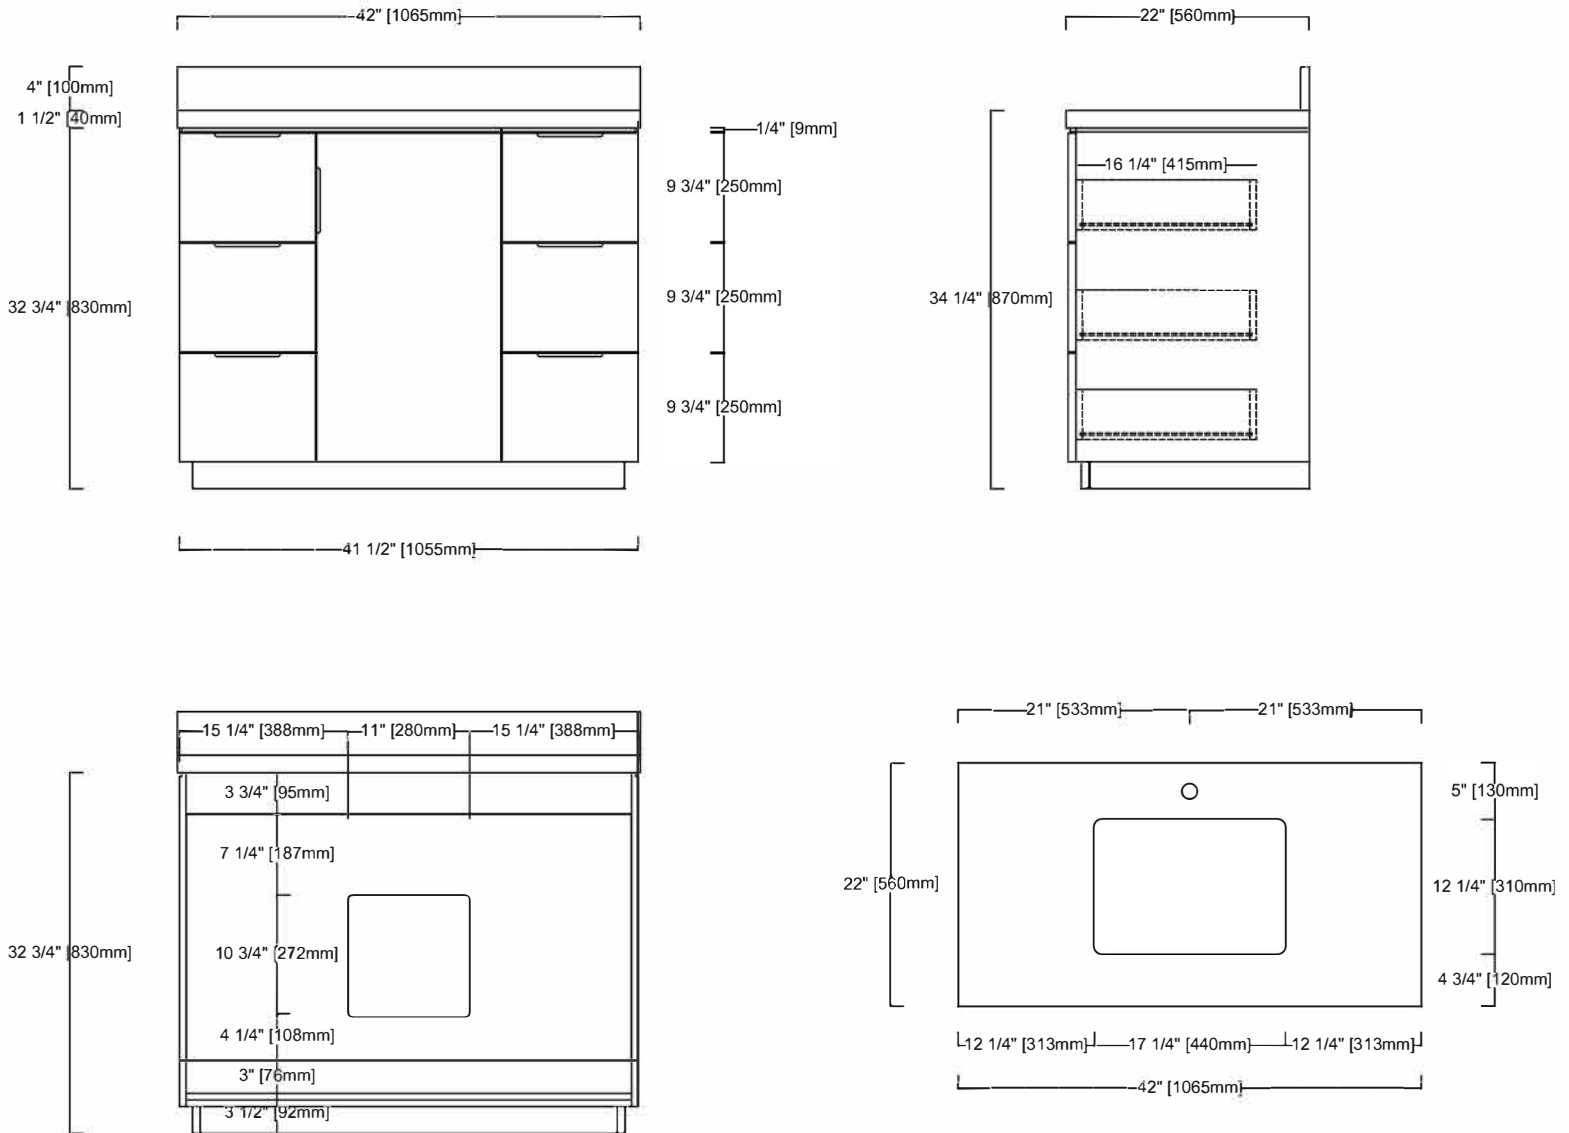 42" [1065mm]
22" [560mm]
4" [100mm]
1 1/2" [40mm]
1/4" [9mm]
16 1/4" [415mm]
9 3/4" [250mm]
9 3/4" [250mm]
34 1/4" [870mm]
32 3/4" [830mm]
9 3/4" [250mm]
41 1/2" [1055mm]
21" [533mm]
21" [533mm]
15 1/4" [388mm]
11" [280mm]
15 1/4" [388mm]
3 3/4" [95mm]
5" [130mm]
7 1/4" [187mm]
22" [560mm]
12 1/4" [310mm]
32 3/4" [830mm]
10 3/4" [272mm]
4 3/4" [120mm]
4 1/4" [108mm]
12 1/4" [313mm]
17 1/4" [440mm]
12 1/4" [313mm]
3" [76mm]
42" [1065mm]
3 1/2" [92mm]